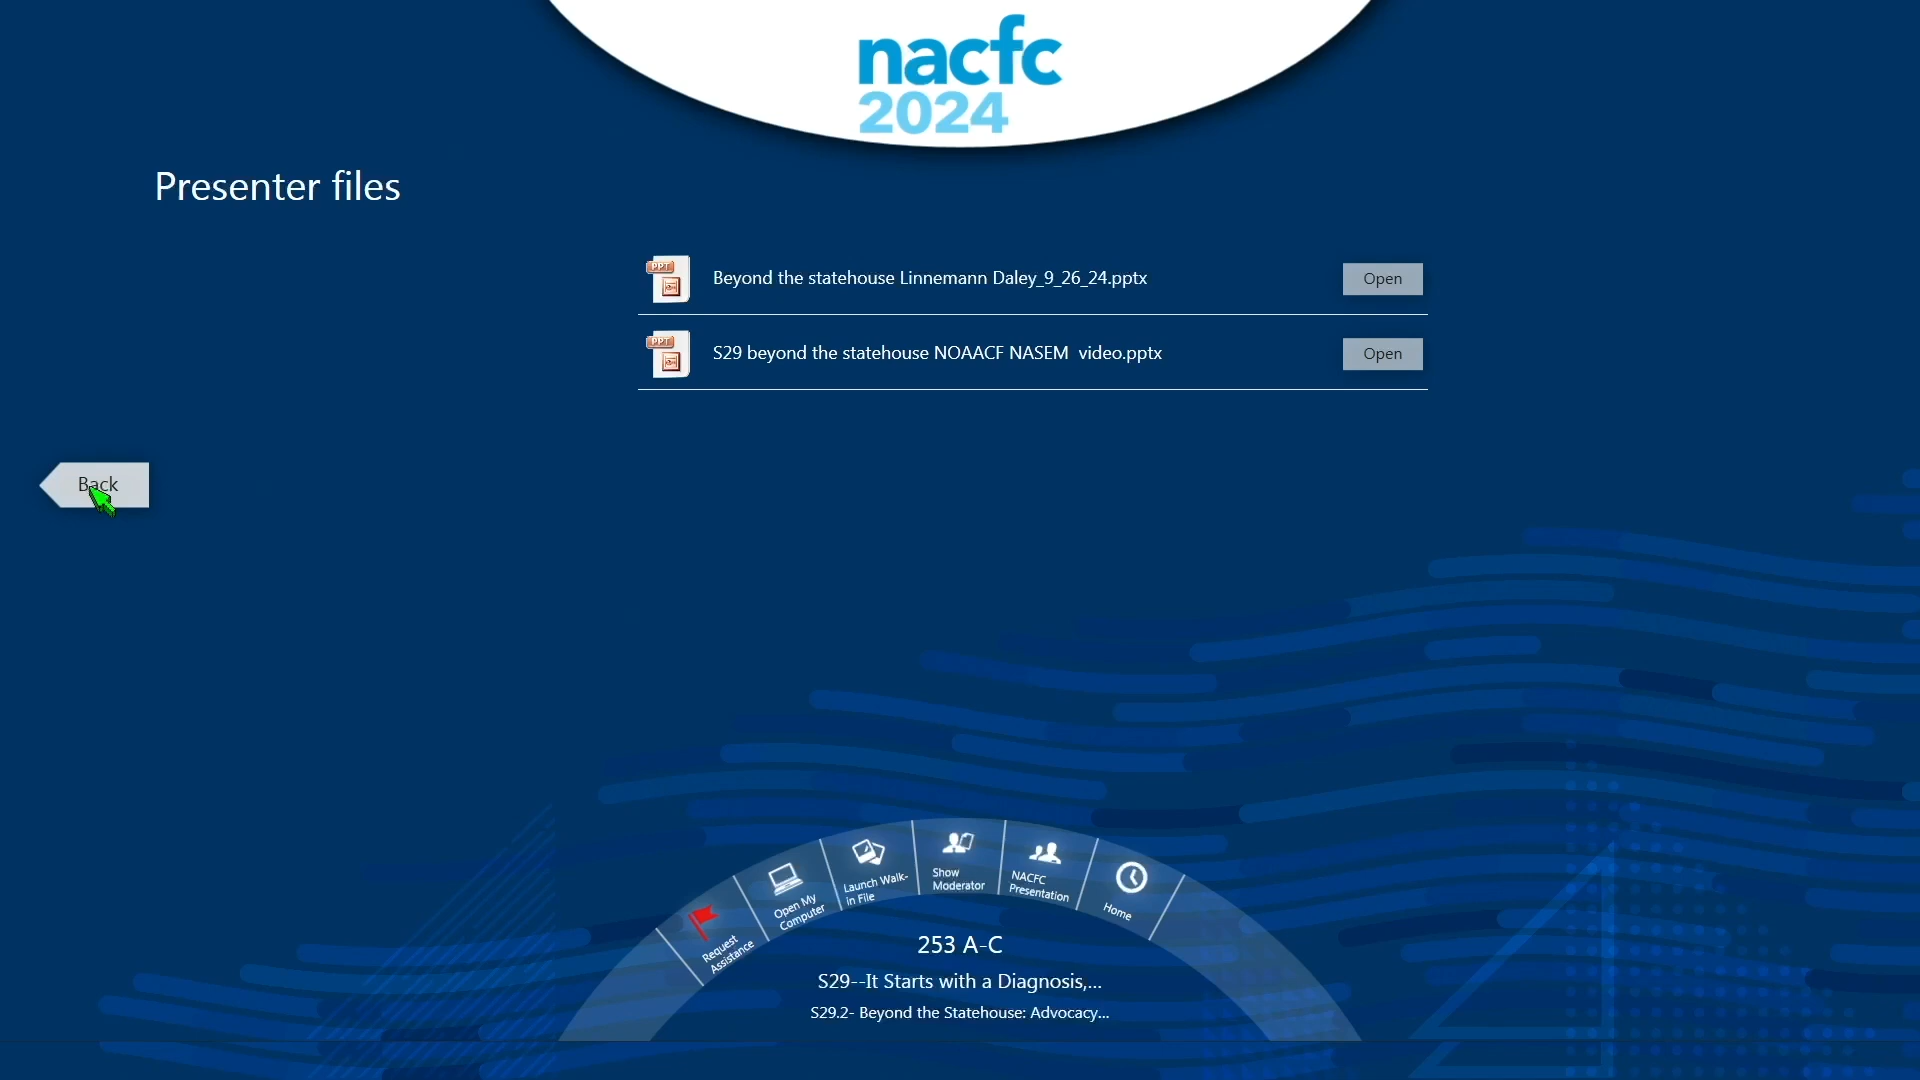 nacfc
2024
Presenter files
PPT
Beyond the statehouse Linnemann Daley_9_26_24.pptx
Open
PPT
S29 beyond the statehouse NOAACF NASEM  video.pptx
Open
Back
Request
Assistance
Open My
Computer
Launch Walk-
in File
Show
Moderator
NACFC
Presentation
Home
253 A-C
S29--It Starts with a Diagnosis,...
S29.2- Beyond the Statehouse: Advocacy...